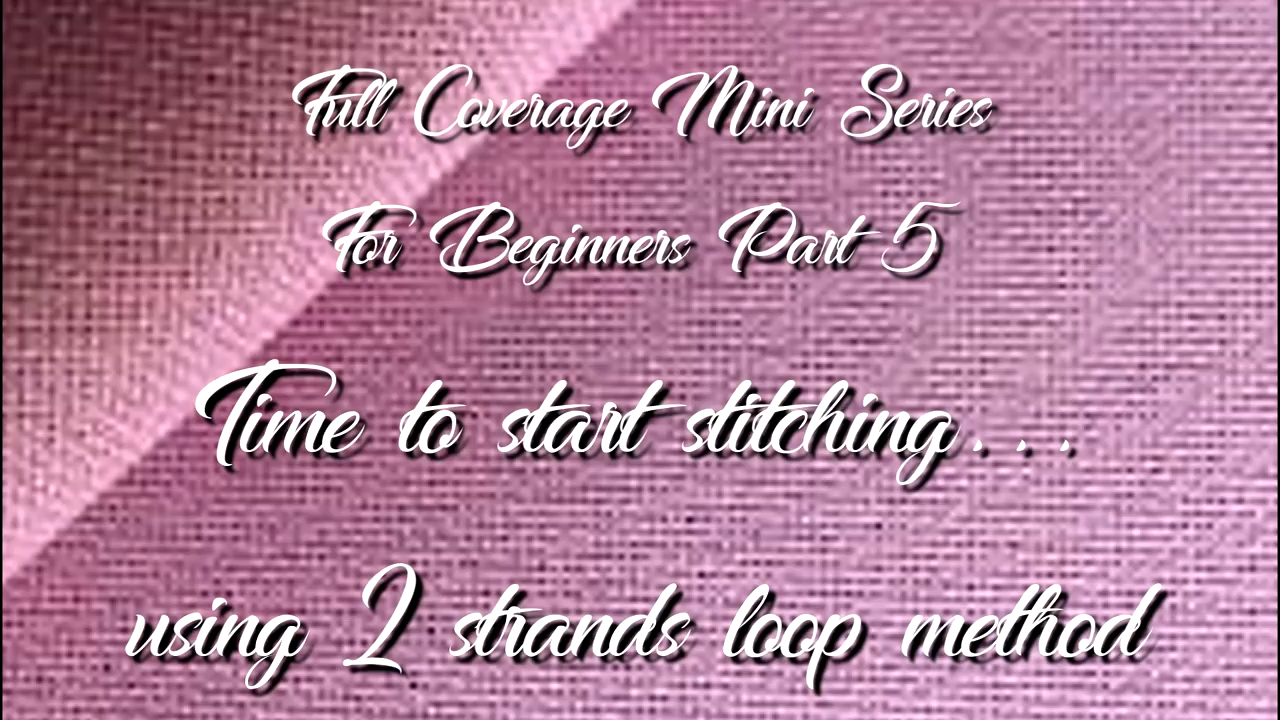 Full Coverage Mini Series
For Beginners Part 5
Time to start stitching...
using 2 strands loop method